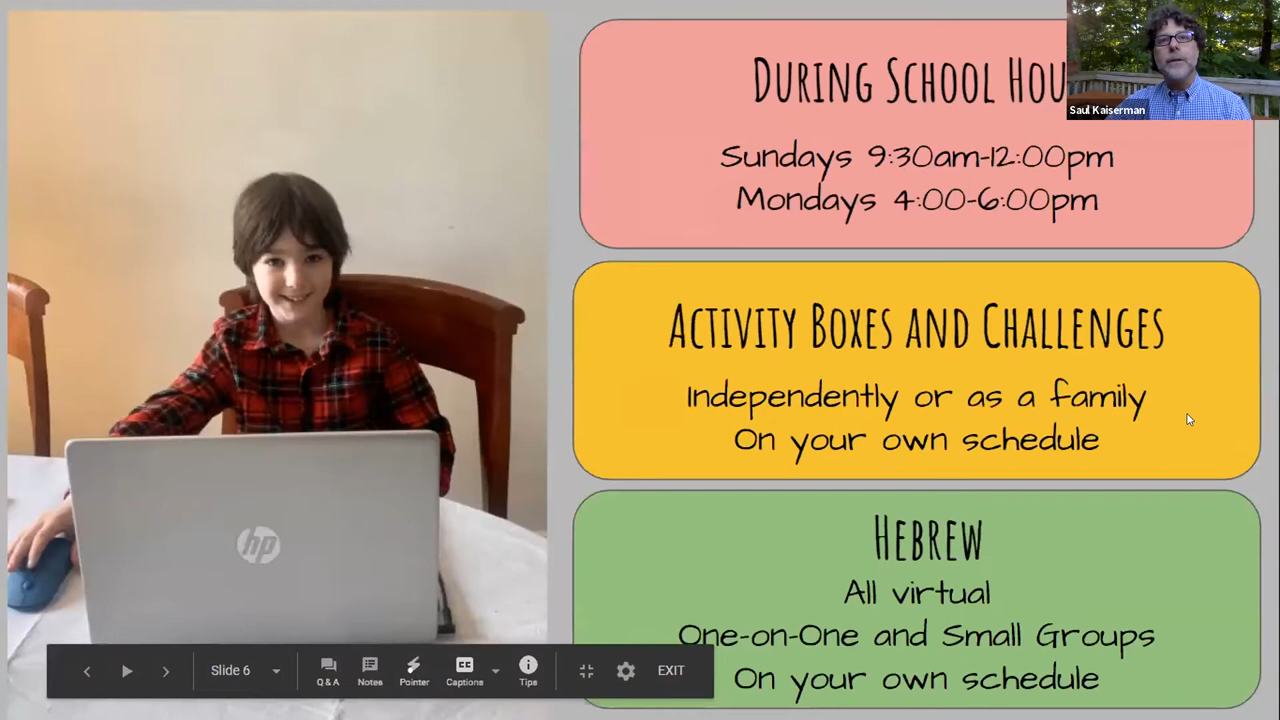 DURING SCHOOL HOU
Saul Kaiserman
Sundays 9:30am-12:00pm
Mondays 4:00-6:00pm
ACTIVITY BOXES AND CHALLENGES
Independently or as a family
On your own schedule
HEBREW
All virtual
One-on-One and Small Groups
On your own schedule
hp
Slide 6
Q & A
Notes
Pointer
CC
Captions
Tips
EXIT